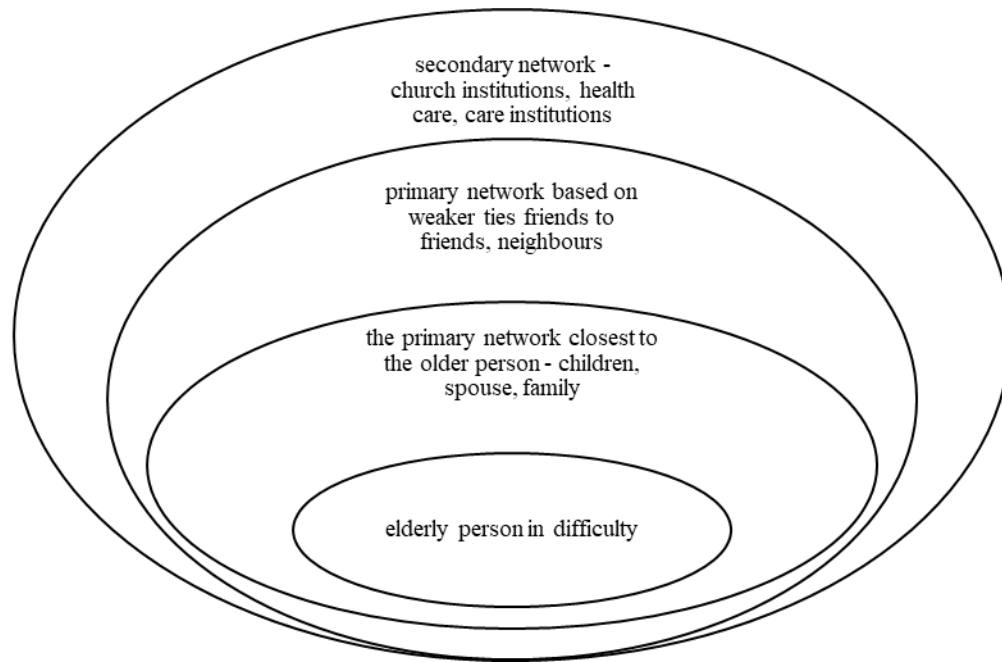 secondary network -
church institutions, health
care, care institutions
primary network based on
weaker ties friends to
friends, neighbours
the primary network closest to
the older person - children,
spouse, family
elderly person in difficulty